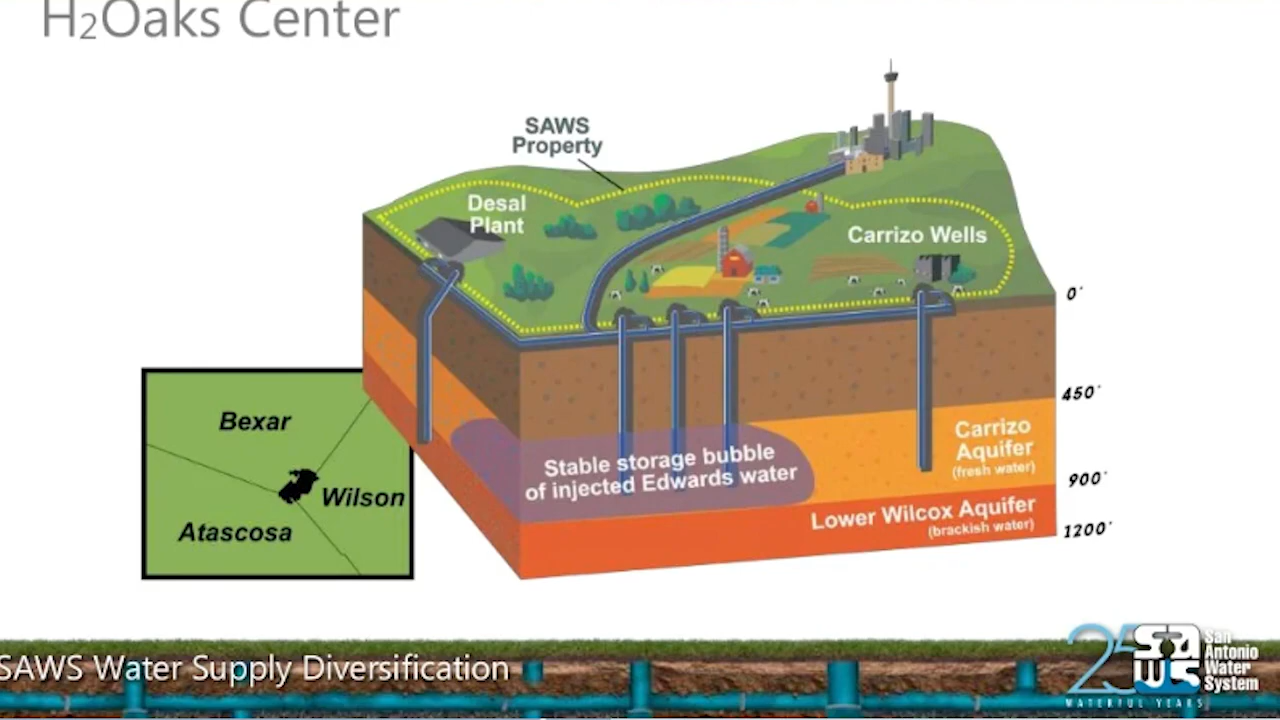 H₂Oaks Center
SAWS
Property
Desal
Plant
Carrizo Wells
0'
450'
Bexar
Wilson
Atascosa
Stable storage bubble
of injected Edwards water
Carrizo
Aquifer
(fresh water)
900'
Lower Wilcox Aquifer
(brackish water)
1200'
SAWS Water Supply Diversification
25
SAWS
San
Antonio
Water
System
WATERFUL YEARS